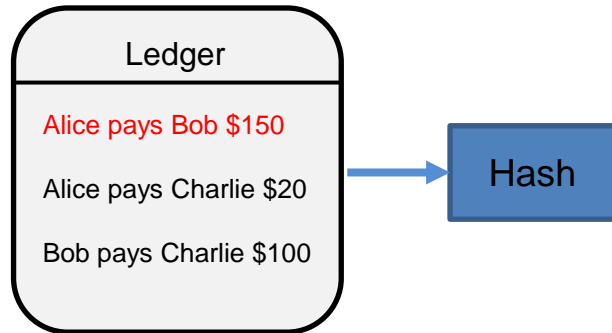 Ledger
Alice pays Bob $150
Alice pays Charlie $20
Bob pays Charlie $100
Hash